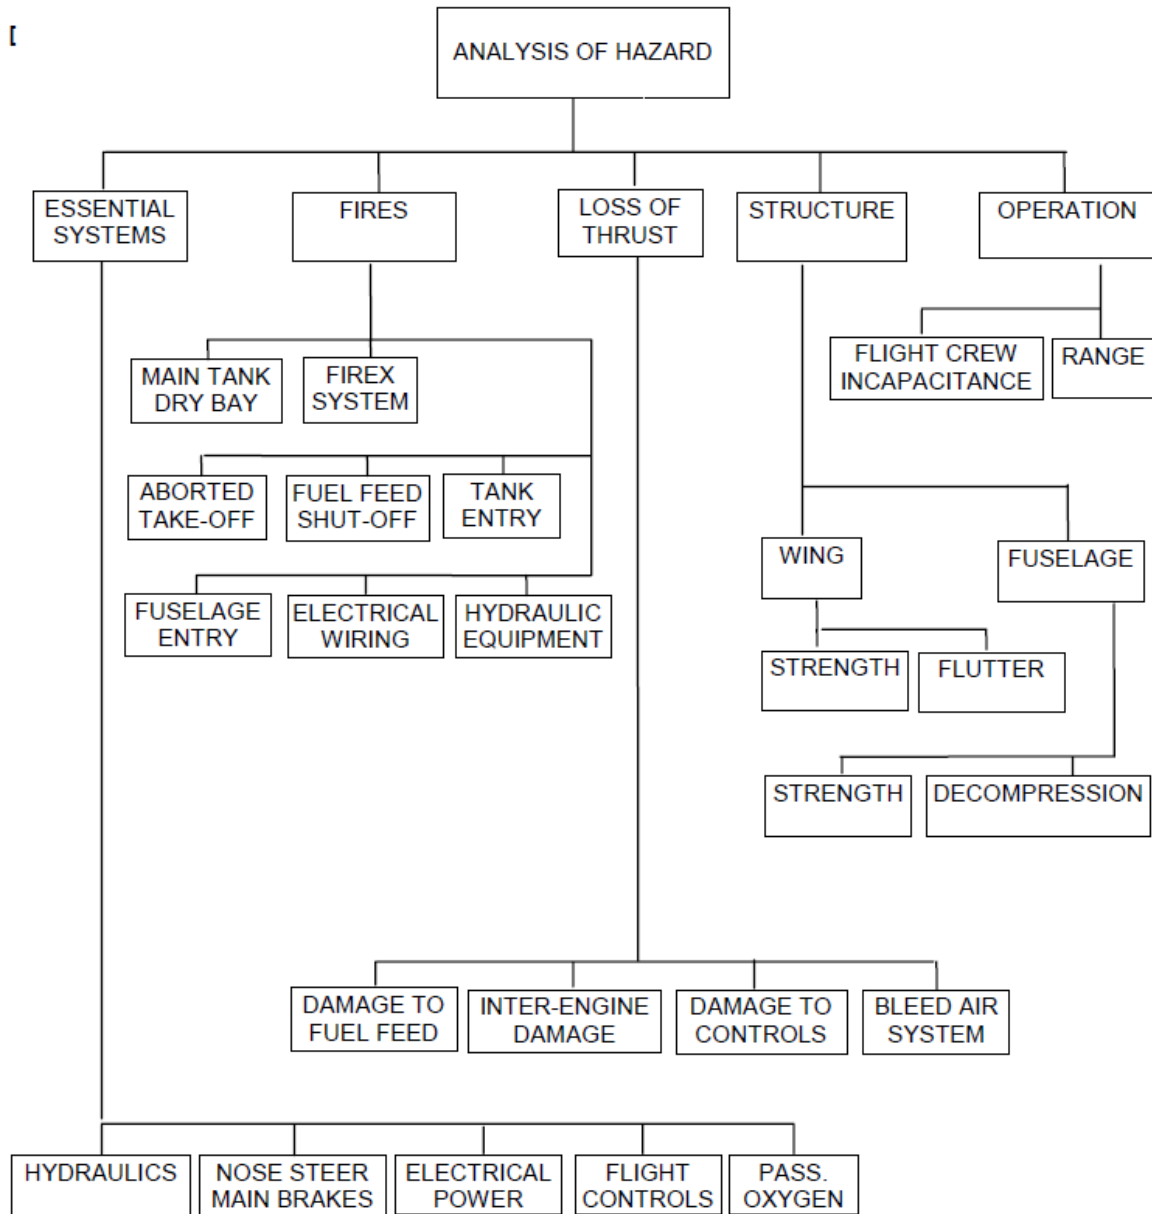 [
ANALYSIS OF HAZARD
ESSENTIAL
SYSTEMS
FIRES
LOSS OF
THRUST
STRUCTURE
OPERATION
MAIN TANK
DRY BAY
FIREX
SYSTEM
FLIGHT CREW
INCAPACITANCE
RANGE
ABORTED
TAKE-OFF
FUEL FEED
SHUT-OFF
TANK
ENTRY
WING
FUSELAGE
FUSELAGE
ENTRY
ELECTRICAL
WIRING
HYDRAULIC
EQUIPMENT
STRENGTH
FLUTTER
STRENGTH
DECOMPRESSION
DAMAGE TO
FUEL FEED
INTER-ENGINE
DAMAGE
DAMAGE TO
CONTROLS
BLEED AIR
SYSTEM
HYDRAULICS
NOSE STEER
MAIN BRAKES
ELECTRICAL
POWER
FLIGHT
CONTROLS
PASS.
OXYGEN